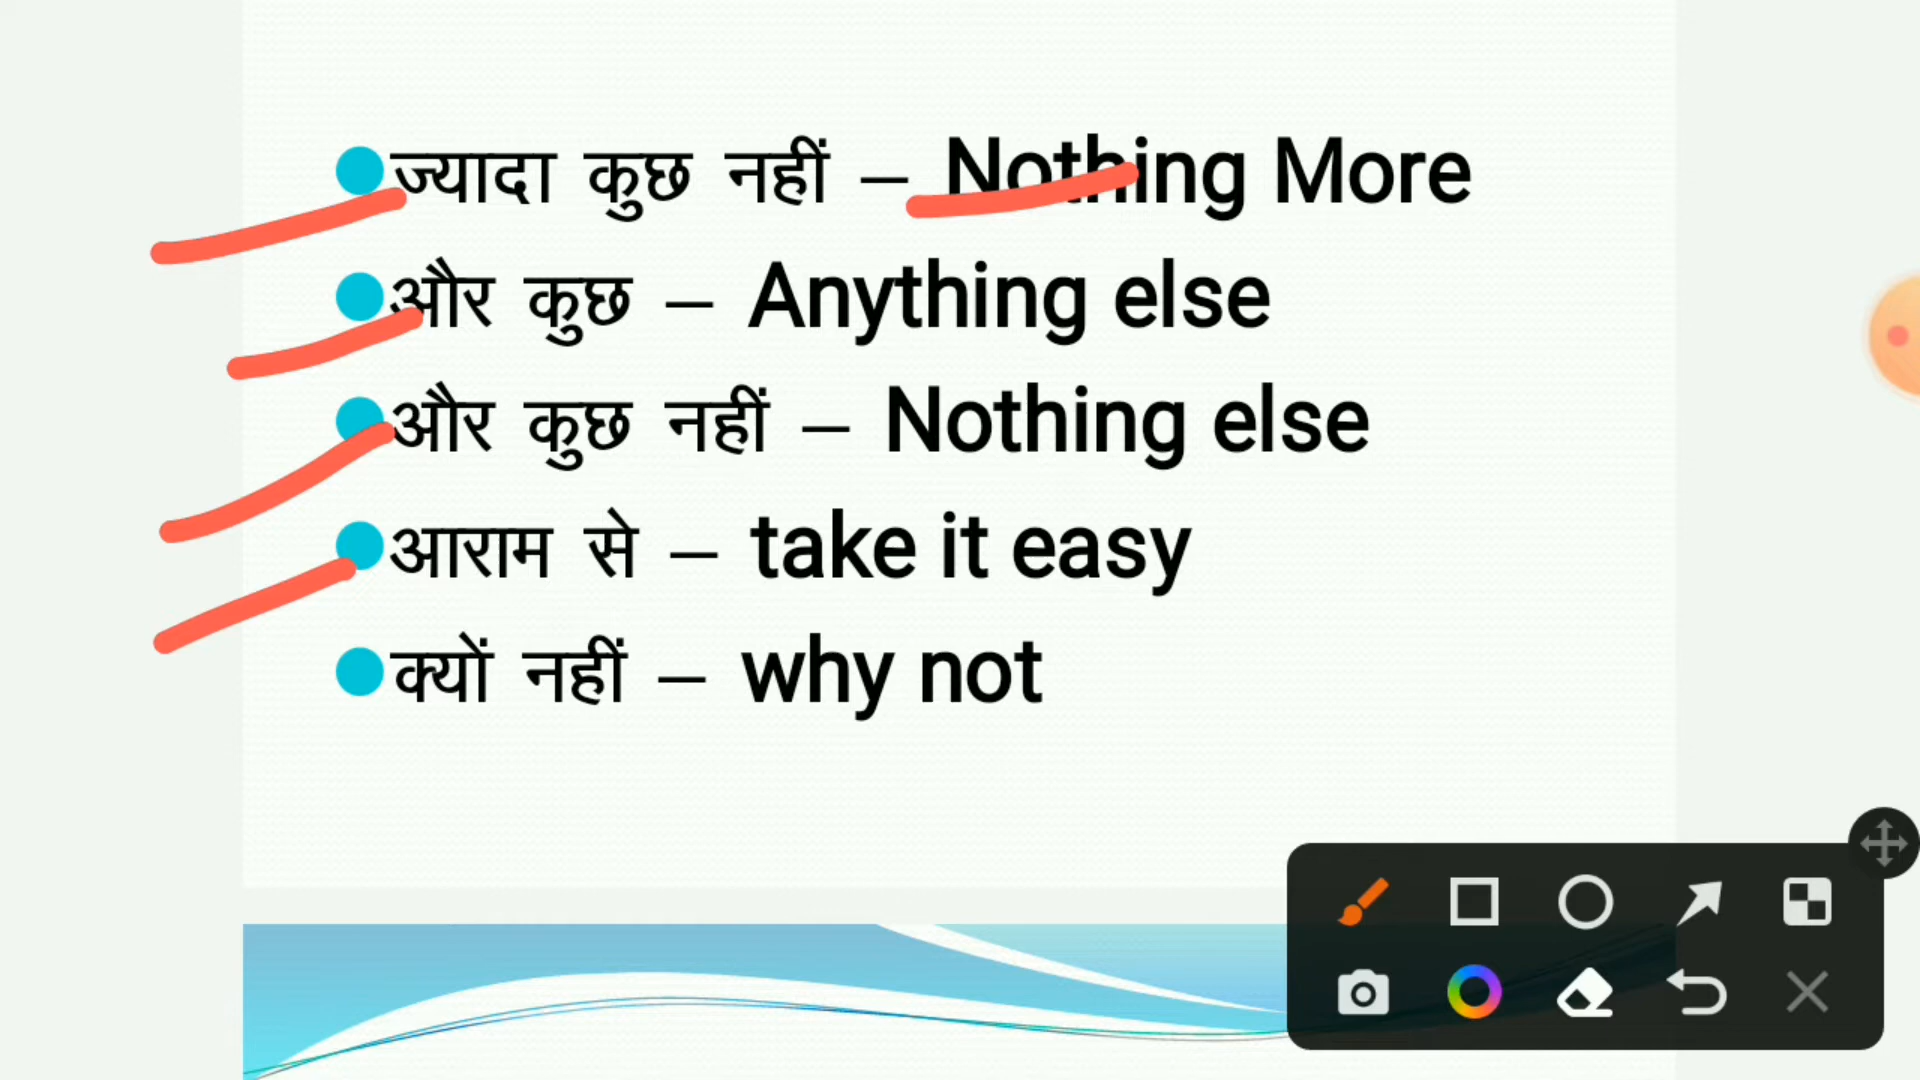 ज्यादा कुछ नहीं – Nothing More
और कुछ – Anything else
और कुछ नहीं – Nothing else
आराम से – take it easy
क्यों नहीं – why not